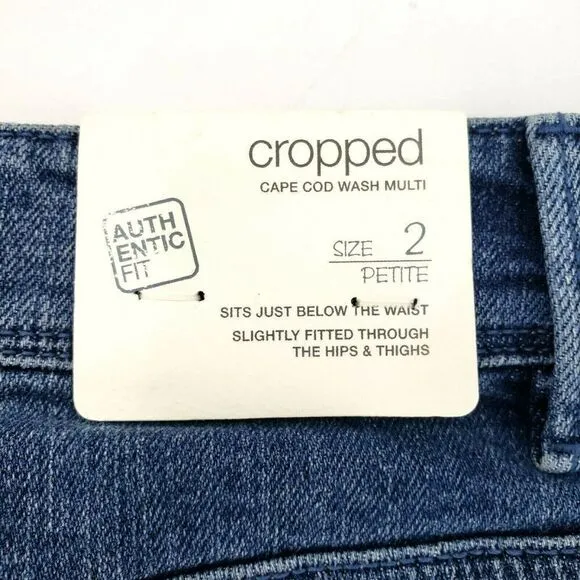 cropped
CAPE COD WASH MULTI
AUTH
ENTIC
FIT
SIZE 2
PETITE
SITS JUST BELOW THE WAIST
SLIGHTLY FITTED THROUGH
THE HIPS & THIGHS